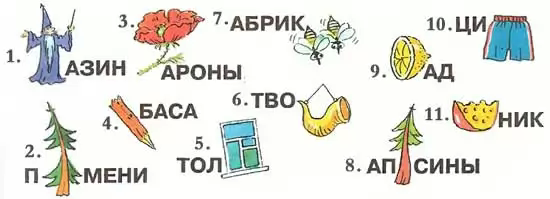 1. АЗИН
2. П МЕНИ
3. АРОНЫ
4. БАСА
5. ТОЛ
6. ТВО
7. АБРИК
8. АП СИНЫ
9. АД
10. ЦИ
11. НИК